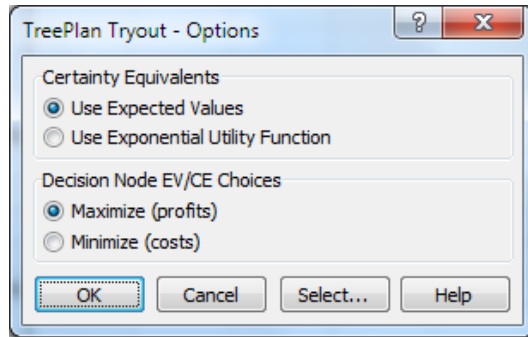 TreePlan Tryout - Options
Certainty Equivalents
Use Expected Values
Use Exponential Utility Function
Decision Node EV/CE Choices
Maximize (profits)
Minimize (costs)
OK Cancel Select... Help